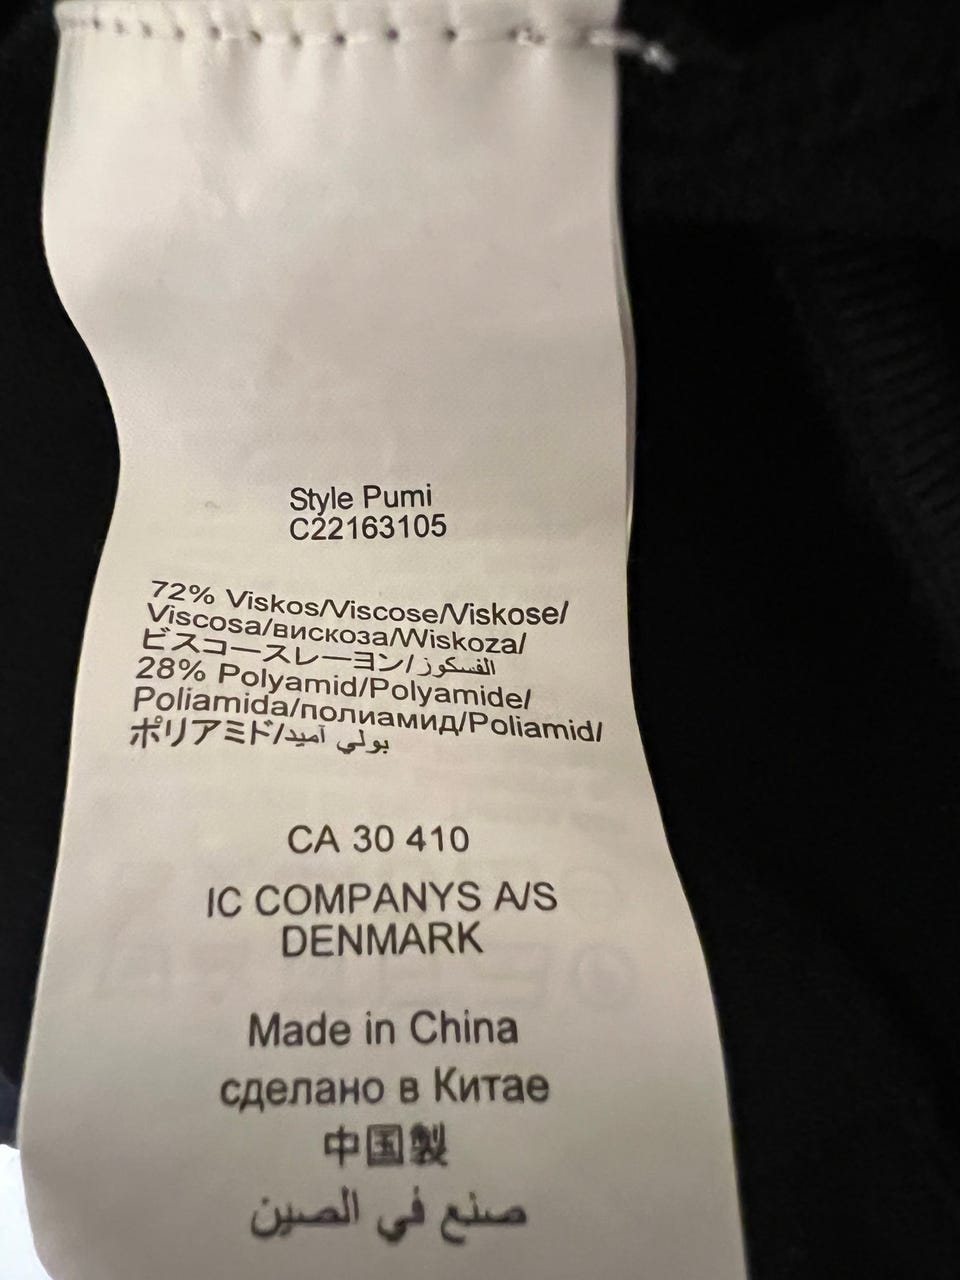 Style Pumi
C22163105
72% Viskos/Viscose/Viskose/
Viscosa/вискоза/Wiskoza/
ビスコースレーヨン/الفسكوز
28% Polyamid/Polyamide/
Poliamida/полиамид/Poliamid/
ポリアミド/بولي أميد
CA 30 410
IC COMPANYS A/S
DENMARK
Made in China
сделано в Китае
中国製
صنع في الصين